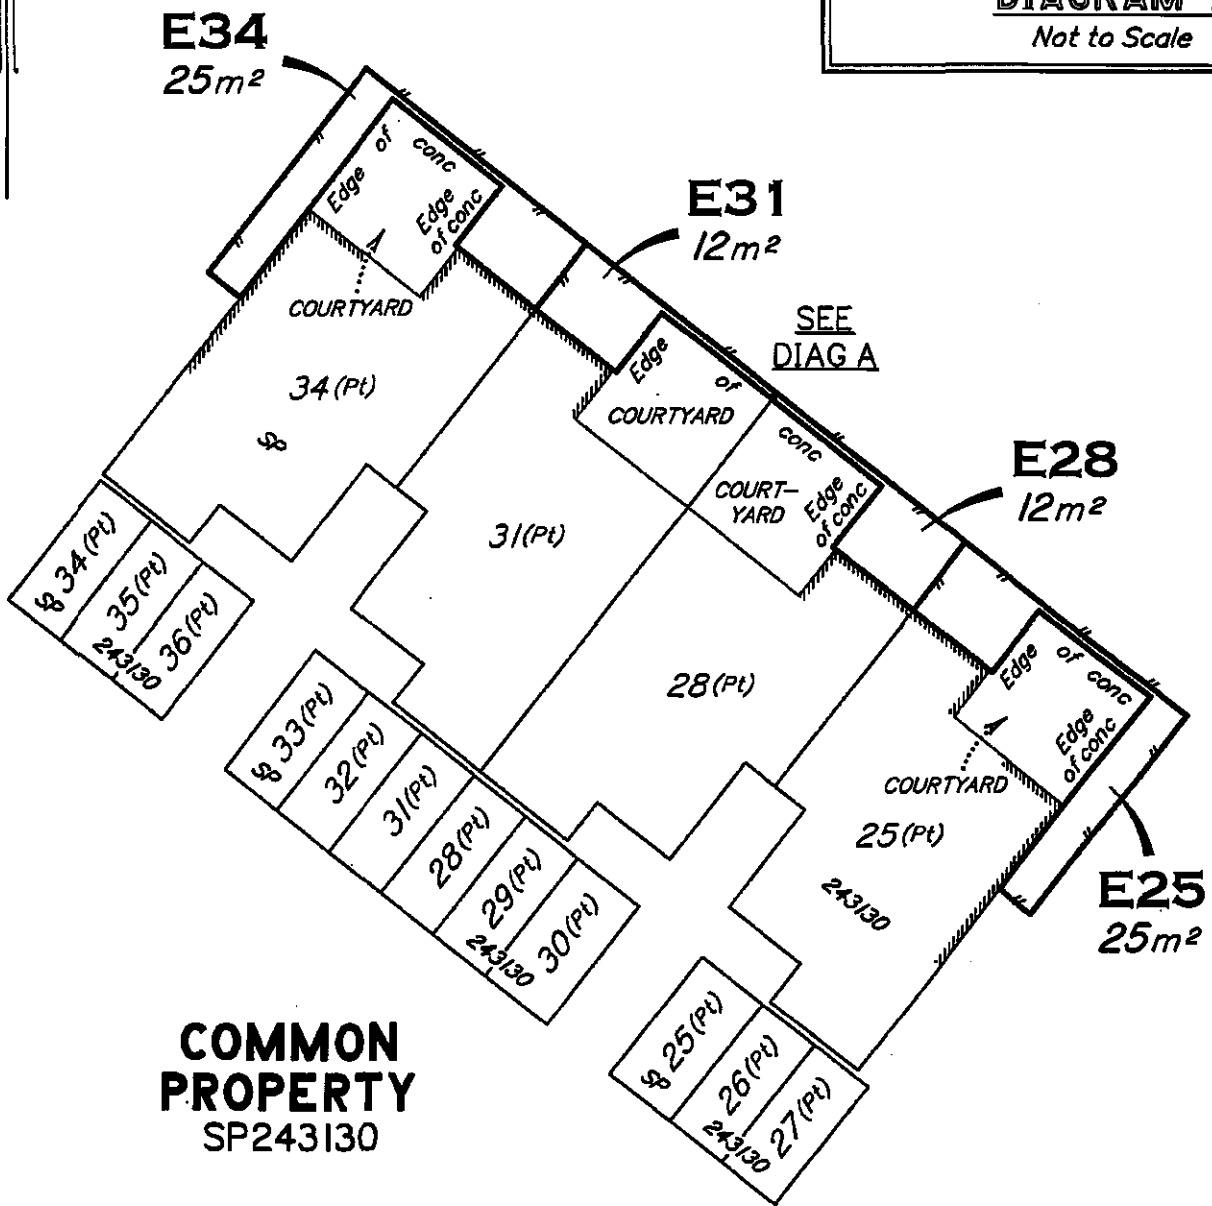 DIAGRAM
Not to Scale
E34
25m²
Edge
of
conc
Edge
of conc
COURTYARD
E31
12m²
SEE
DIAG A
34(Pt)
SP
Edge
of
COURTYARD
conc
COURT-
YARD
Edge
of conc
E28
12m²
31(Pt)
SP 34(Pt)
35(Pt)
36(Pt)
243130
28(Pt)
Edge
of
conc
Edge
of conc
COURTYARD
25(Pt)
243130
E25
25m²
SP 33(Pt)
32(Pt)
31(Pt)
28(Pt)
29(Pt)
30(Pt)
243130
SP 25(Pt)
26(Pt)
27(Pt)
243130
COMMON
PROPERTY
SP243130